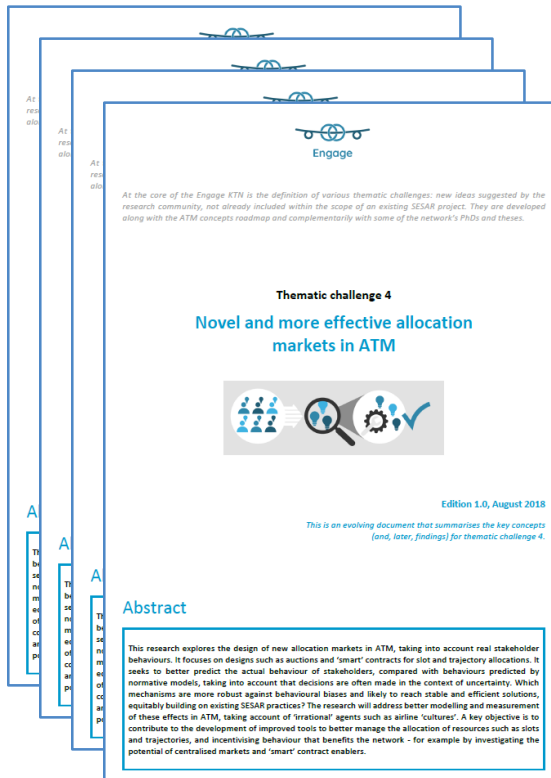 At
res
alo
At
res
alo
At
res
alo
Engage
At the core of the Engage KTN is the definition of various thematic challenges: new ideas suggested by the
research community, not already included within the scope of an existing SESAR project. They are developed
along with the ATM concepts roadmap and complementarily with some of the network's PhDs and theses.
Thematic challenge 4
Novel and more effective allocation
markets in ATM
Edition 1.0, August 2018
This is an evolving document that summarises the key concepts
(and, later, findings) for thematic challenge 4.
Abstract
This research explores the design of new allocation markets in ATM, taking into account real stakeholder
behaviours. It focuses on designs such as auctions and 'smart' contracts for slot and trajectory allocations. It
seeks to better predict the actual behaviour of stakeholders, compared with behaviours predicted by
normative models, taking into account that decisions are often made in the context of uncertainty. Which
mechanisms are more robust against behavioural biases and likely to reach stable and efficient solutions,
equitably building on existing SESAR practices? The research will address better modelling and measurement
of these effects in ATM, taking account of 'irrational' agents such as airline 'cultures'. A key objective is to
contribute to the development of improved tools to better manage the allocation of resources such as slots
and trajectories, and incentivising behaviour that benefits the network - for example by investigating the
potential of centralised markets and 'smart' contract enablers.